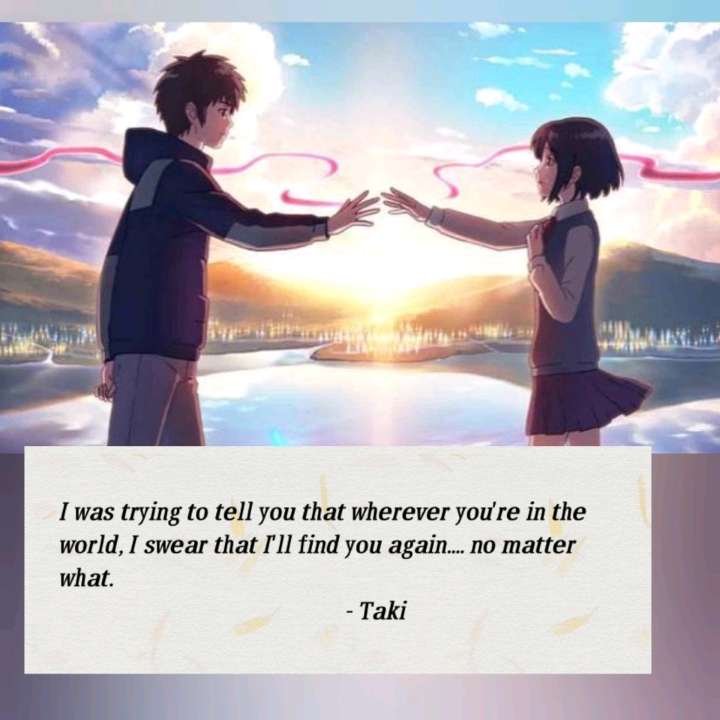 I was trying to tell you that wherever you're in the
world, I swear that I'll find you again.... no matter
what.
- Taki